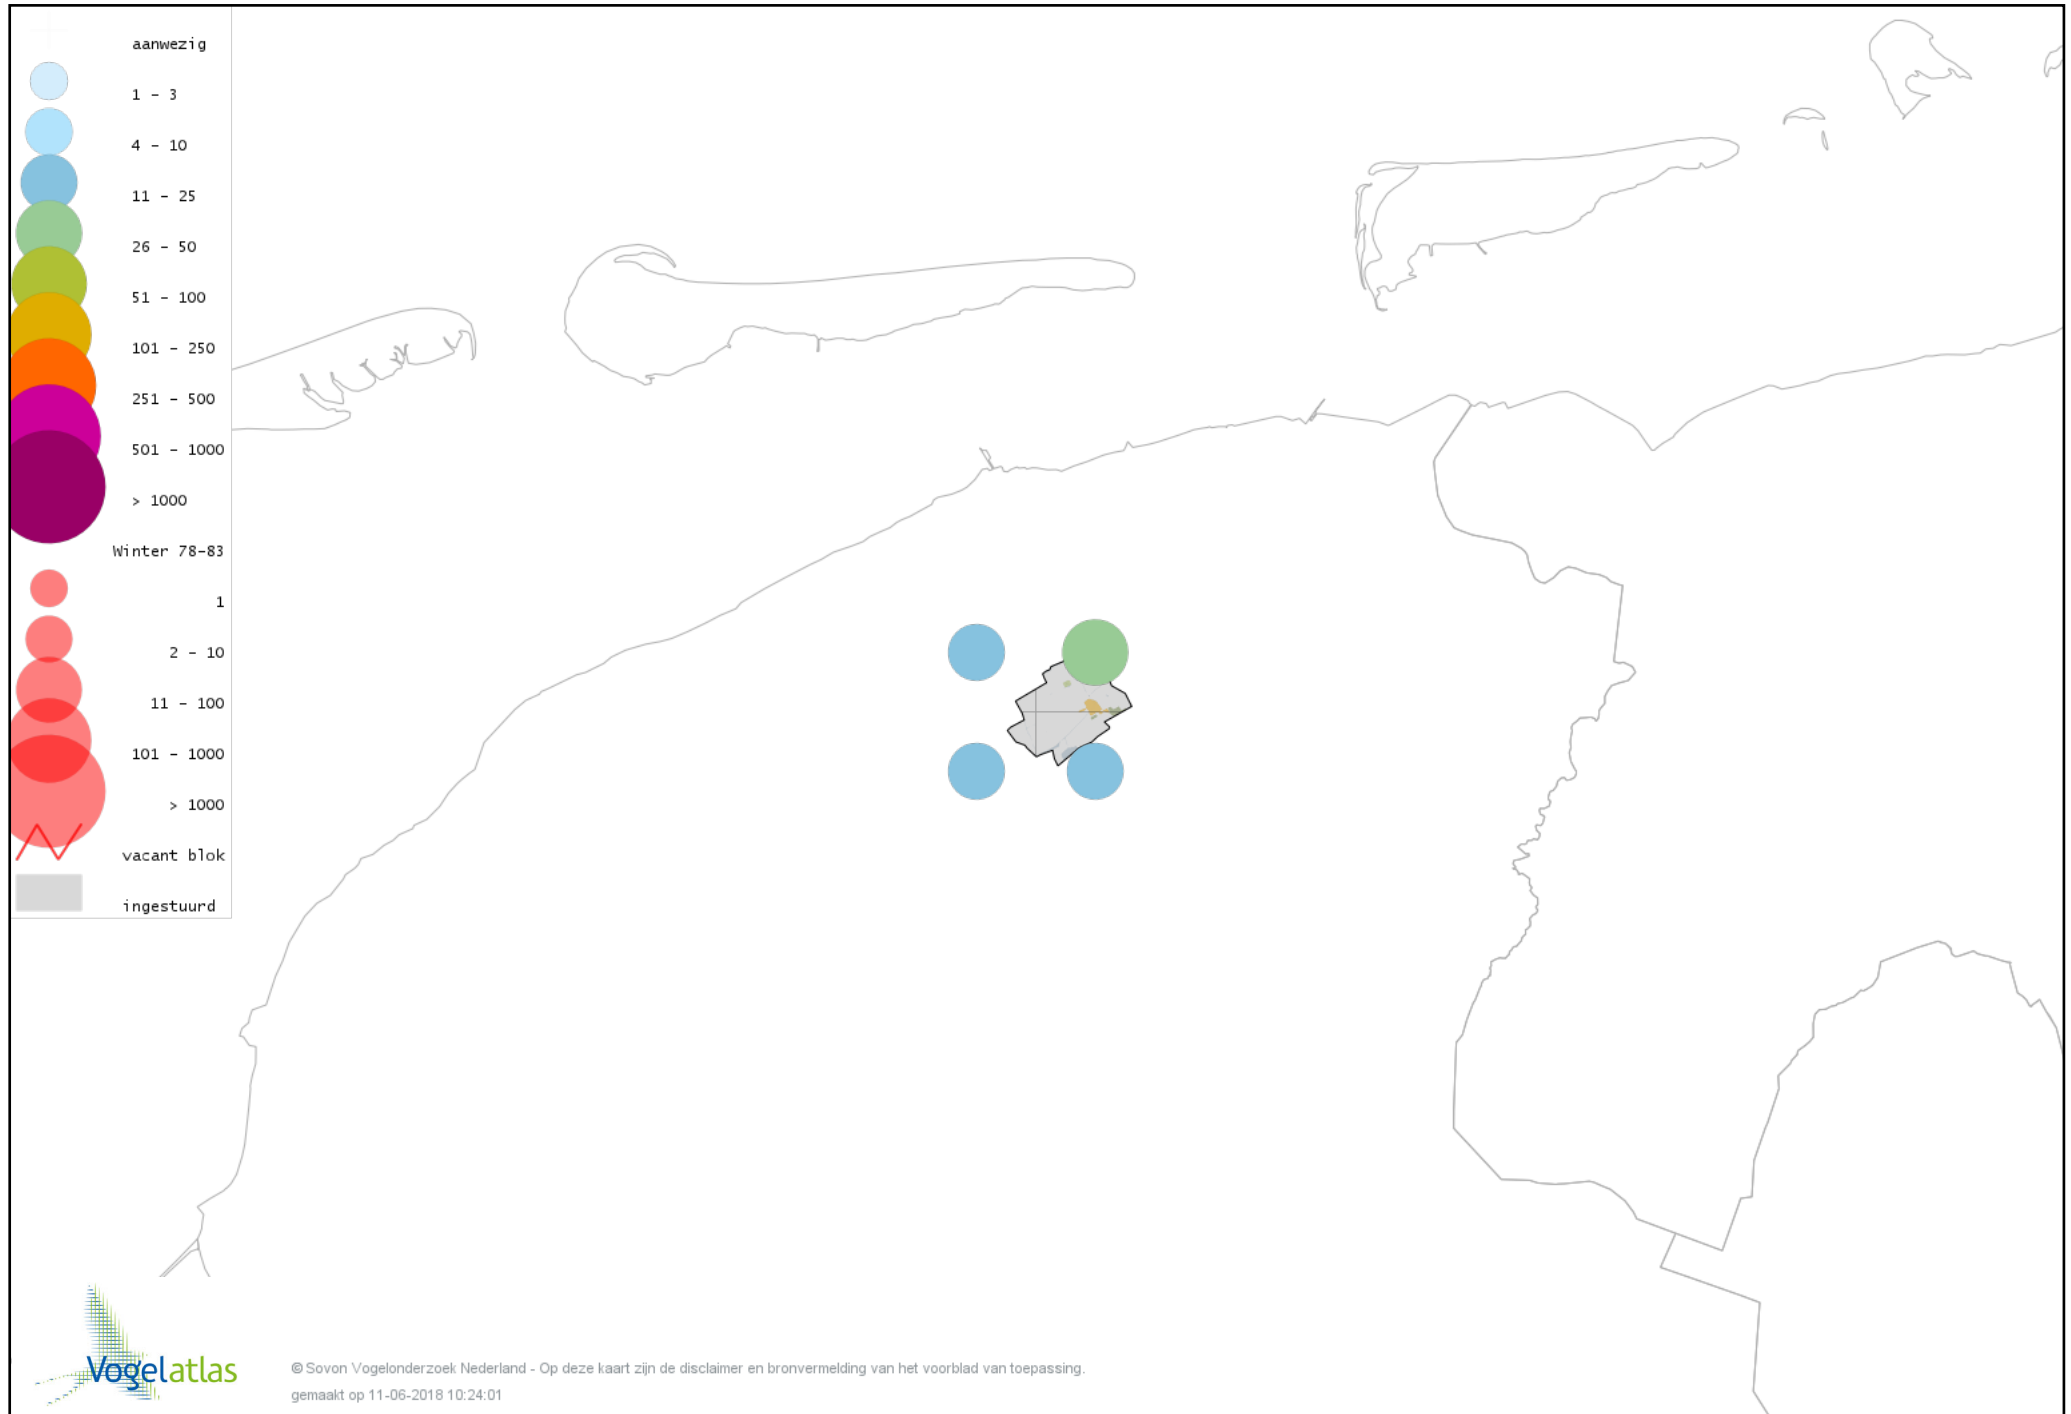 aanwezig
1 - 3
4 - 10
11 - 25
26 - 50
51 - 100
101 - 250
251 - 500
501 - 1000
> 1000
Winter 78-83
1
2 - 10
11 - 100
101 - 1000
> 1000
vacant blok
ingestuurd
Vogelatlas
© Sovon Vogelonderzoek Nederland - Op deze kaart zijn de disclaimer en bronvermelding van het voorblad van toepassing.
gemaakt op 11-06-2018 10:24:01